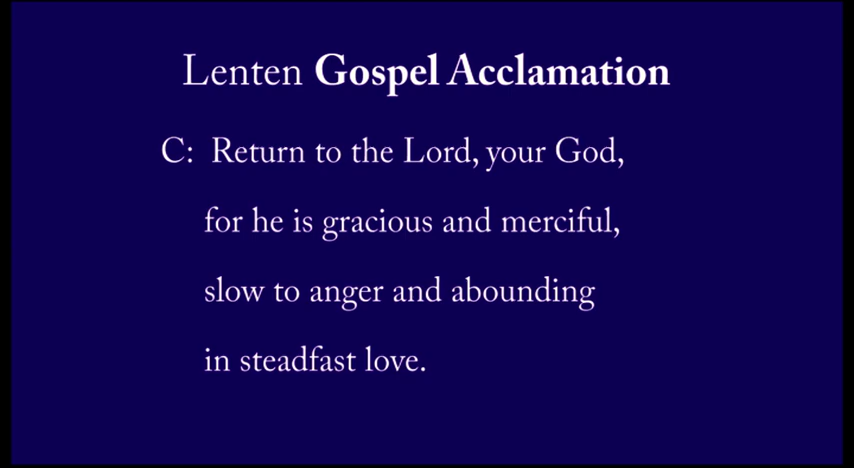 Lenten Gospel Acclamation
C: Return to the Lord, your God,
for he is gracious and merciful,
slow to anger and abounding
in steadfast love.